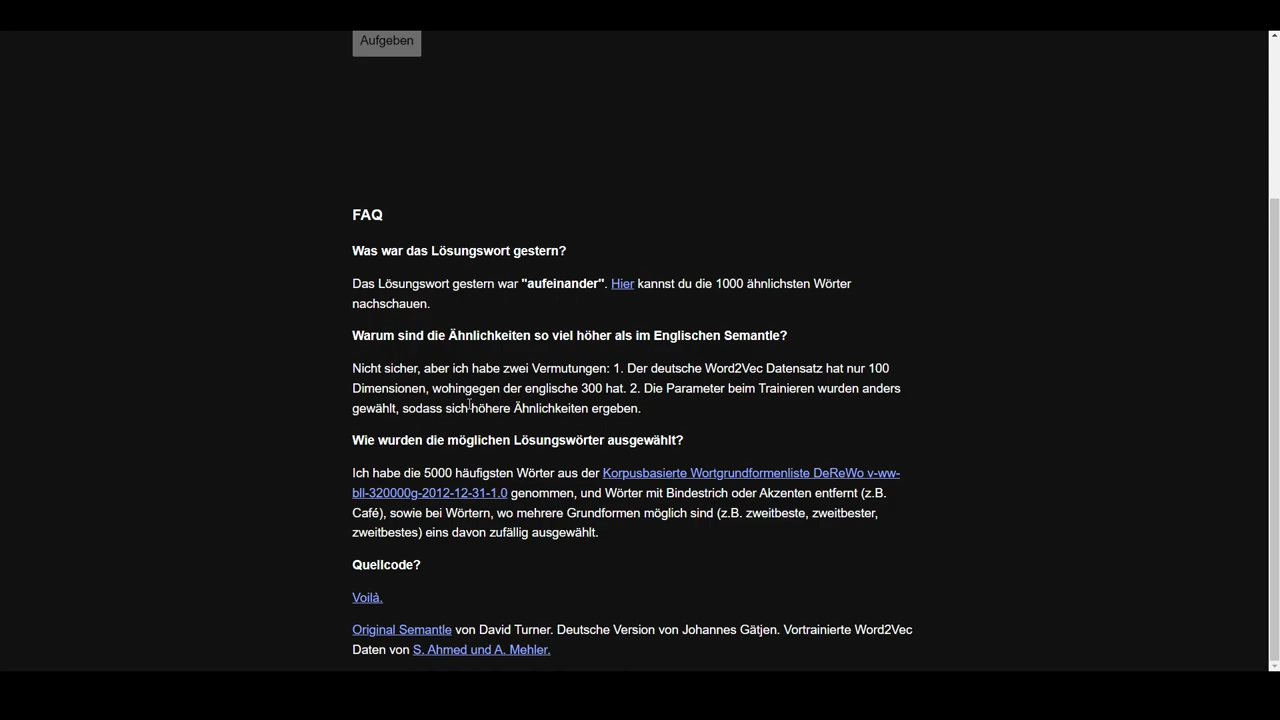 Aufgeben
FAQ
Was war das Lösungswort gestern?
Das Lösungswort gestern war "aufeinander". Hier kannst du die 1000 ähnlichsten Wörter
nachschauen.
Warum sind die Ähnlichkeiten so viel höher als im Englischen Semantle?
Nicht sicher, aber ich habe zwei Vermutungen: 1. Der deutsche Word2Vec Datensatz hat nur 100
Dimensionen, wohingegen der englische 300 hat. 2. Die Parameter beim Trainieren wurden anders
gewählt, sodass sich höhere Ähnlichkeiten ergeben.
Wie wurden die möglichen Lösungswörter ausgewählt?
Ich habe die 5000 häufigsten Wörter aus der Korpusbasierte Wortgrundformenliste DeReWo v-ww-
bll-320000g-2012-12-31-1.0 genommen, und Wörter mit Bindestrich oder Akzenten entfernt (z.B.
Café), sowie bei Wörtern, wo mehrere Grundformen möglich sind (z.B. zweitbeste, zweitbester,
zweitbestes) eins davon zufällig ausgewählt.
Quellcode?
Voilà.
Original Semantle von David Turner. Deutsche Version von Johannes Gätjen. Vortrainierte Word2Vec
Daten von S. Ahmed und A. Mehler.